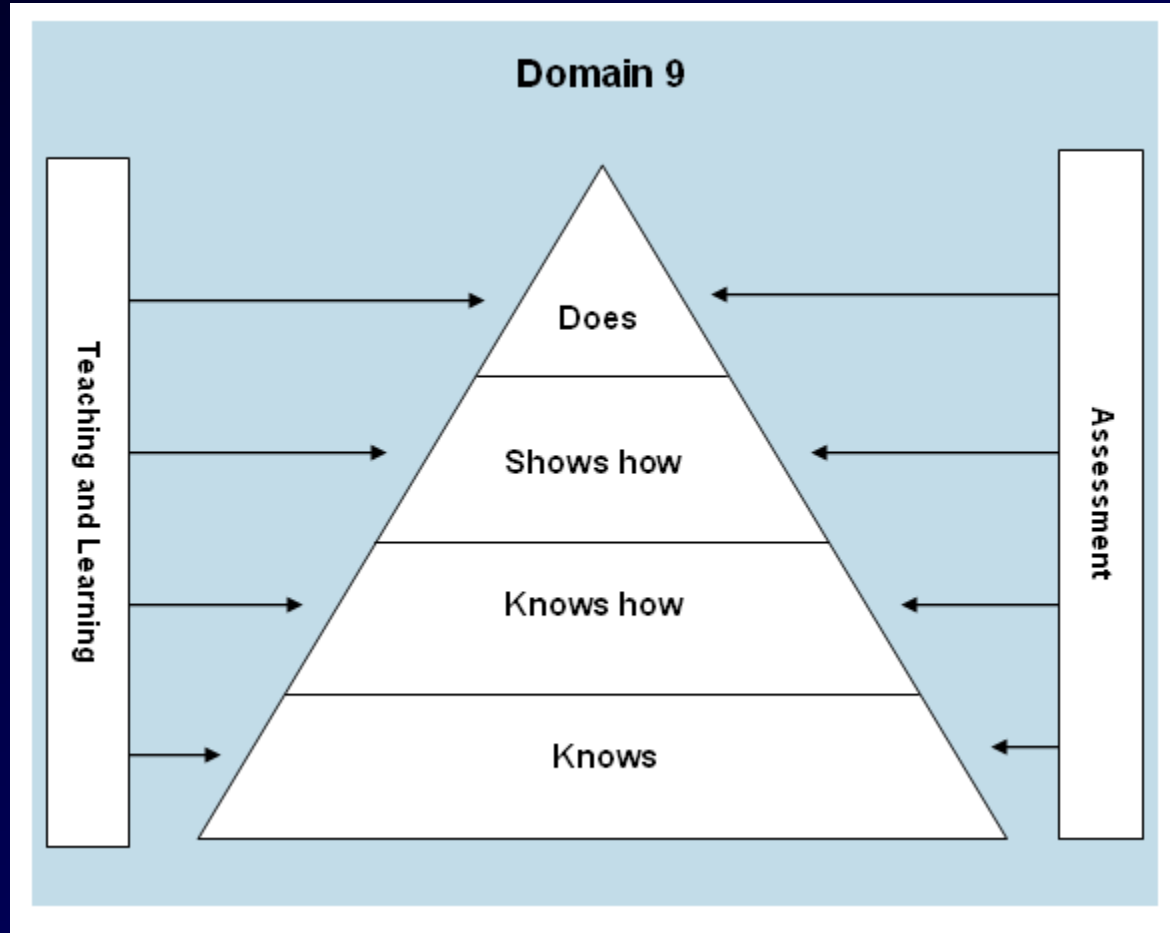 Domain 9
Teaching and Learning
Does
Shows how
Knows how
Knows
Assessment